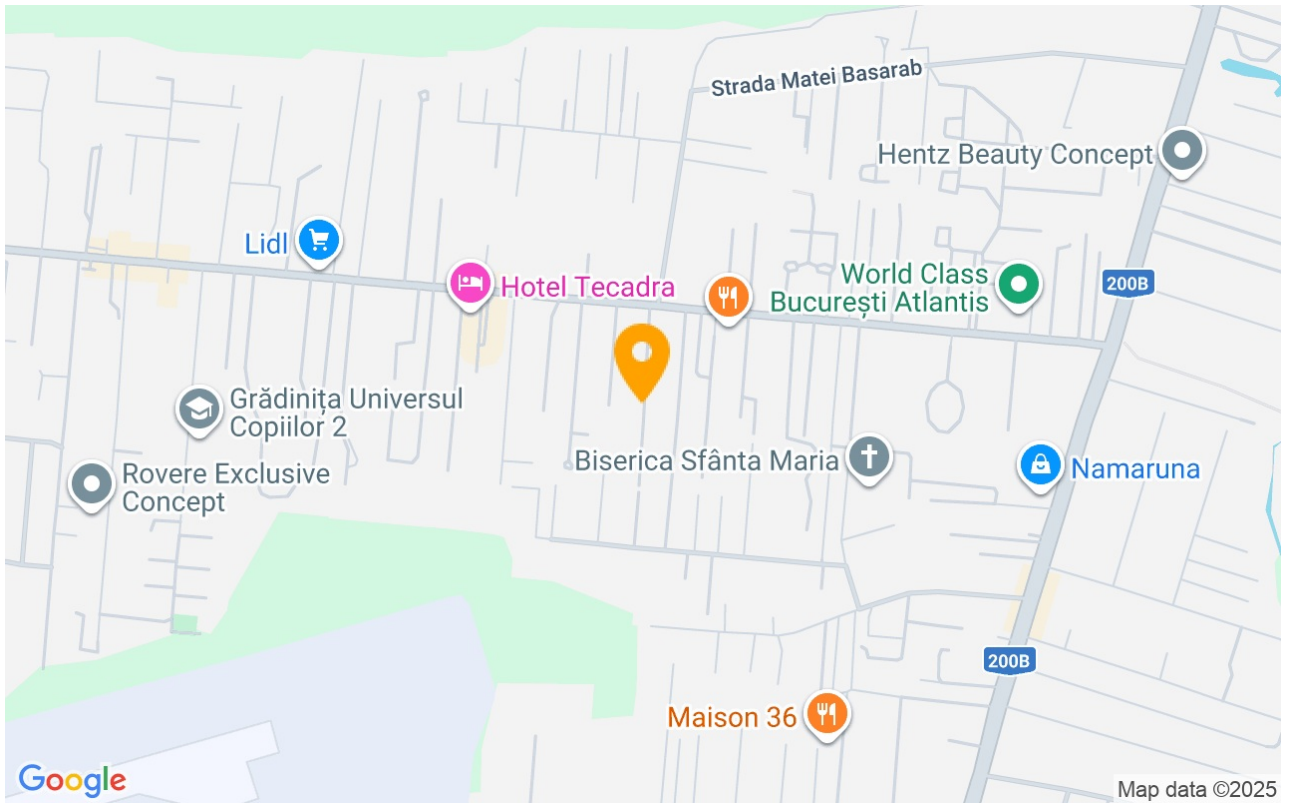 Strada Matei Basarab
Hentz Beauty Concept
Lidl
Hotel Tecadra
World Class
București Atlantis
200B
Grădinița Universul
Copiilor 2
Biserica Sfânta Maria
Namaruna
Rovere Exclusive
Concept
200B
Maison 36
Google
Map data ©2025